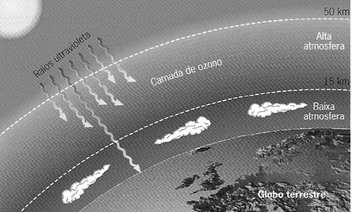 50 km
Raios ultravioleta
Alta
atmosfera
Camada de ozono
15 km
Baixa
atmosfera
Globo terrestre